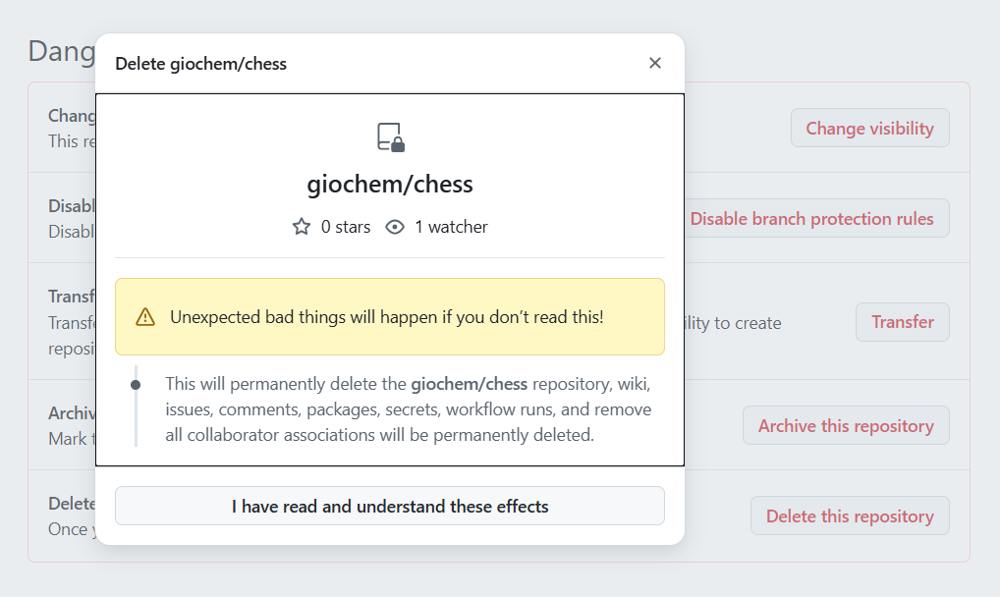 Dang
Delete giochem/chess
giochem/chess
0 stars 1 watcher
Unexpected bad things will happen if you don’t read this!
This will permanently delete the giochem/chess repository, wiki,
issues, comments, packages, secrets, workflow runs, and remove
all collaborator associations will be permanently deleted.
I have read and understand these effects
Chang
This re
Change visibility
Disabl
Disabl
Disable branch protection rules
Transf
Transfe
ility to create
reposi
Transfer
Archiv
Mark t
Archive this repository
Delete
Once y
Delete this repository